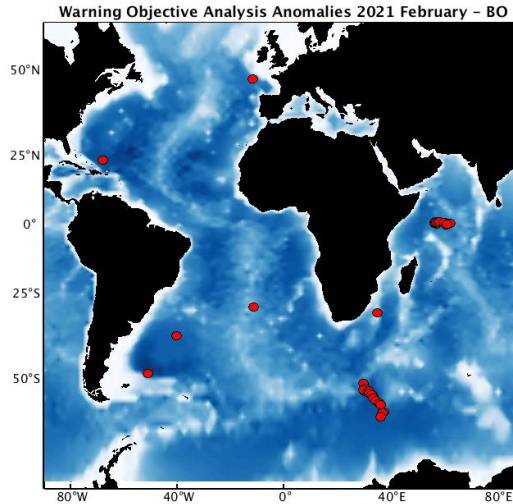 Warning Objective Analysis Anomalies 2021 February – BO
50°N
25°N
0°
25°S
50°S
80°W 40°W 0° 40°E 80°E